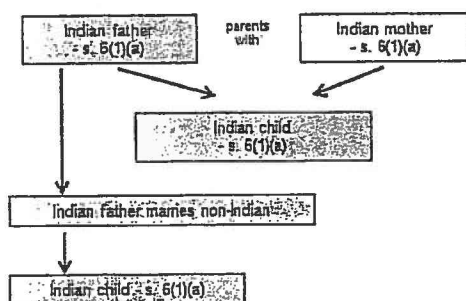 Indian father
- s. 6(1)(a)
parents
with
Indian mother
- s. 6(1)(a)
Indian child
- s. 6(1)(a)
Indian father marries non-Indian
Indian child - s. 6(1)(a)